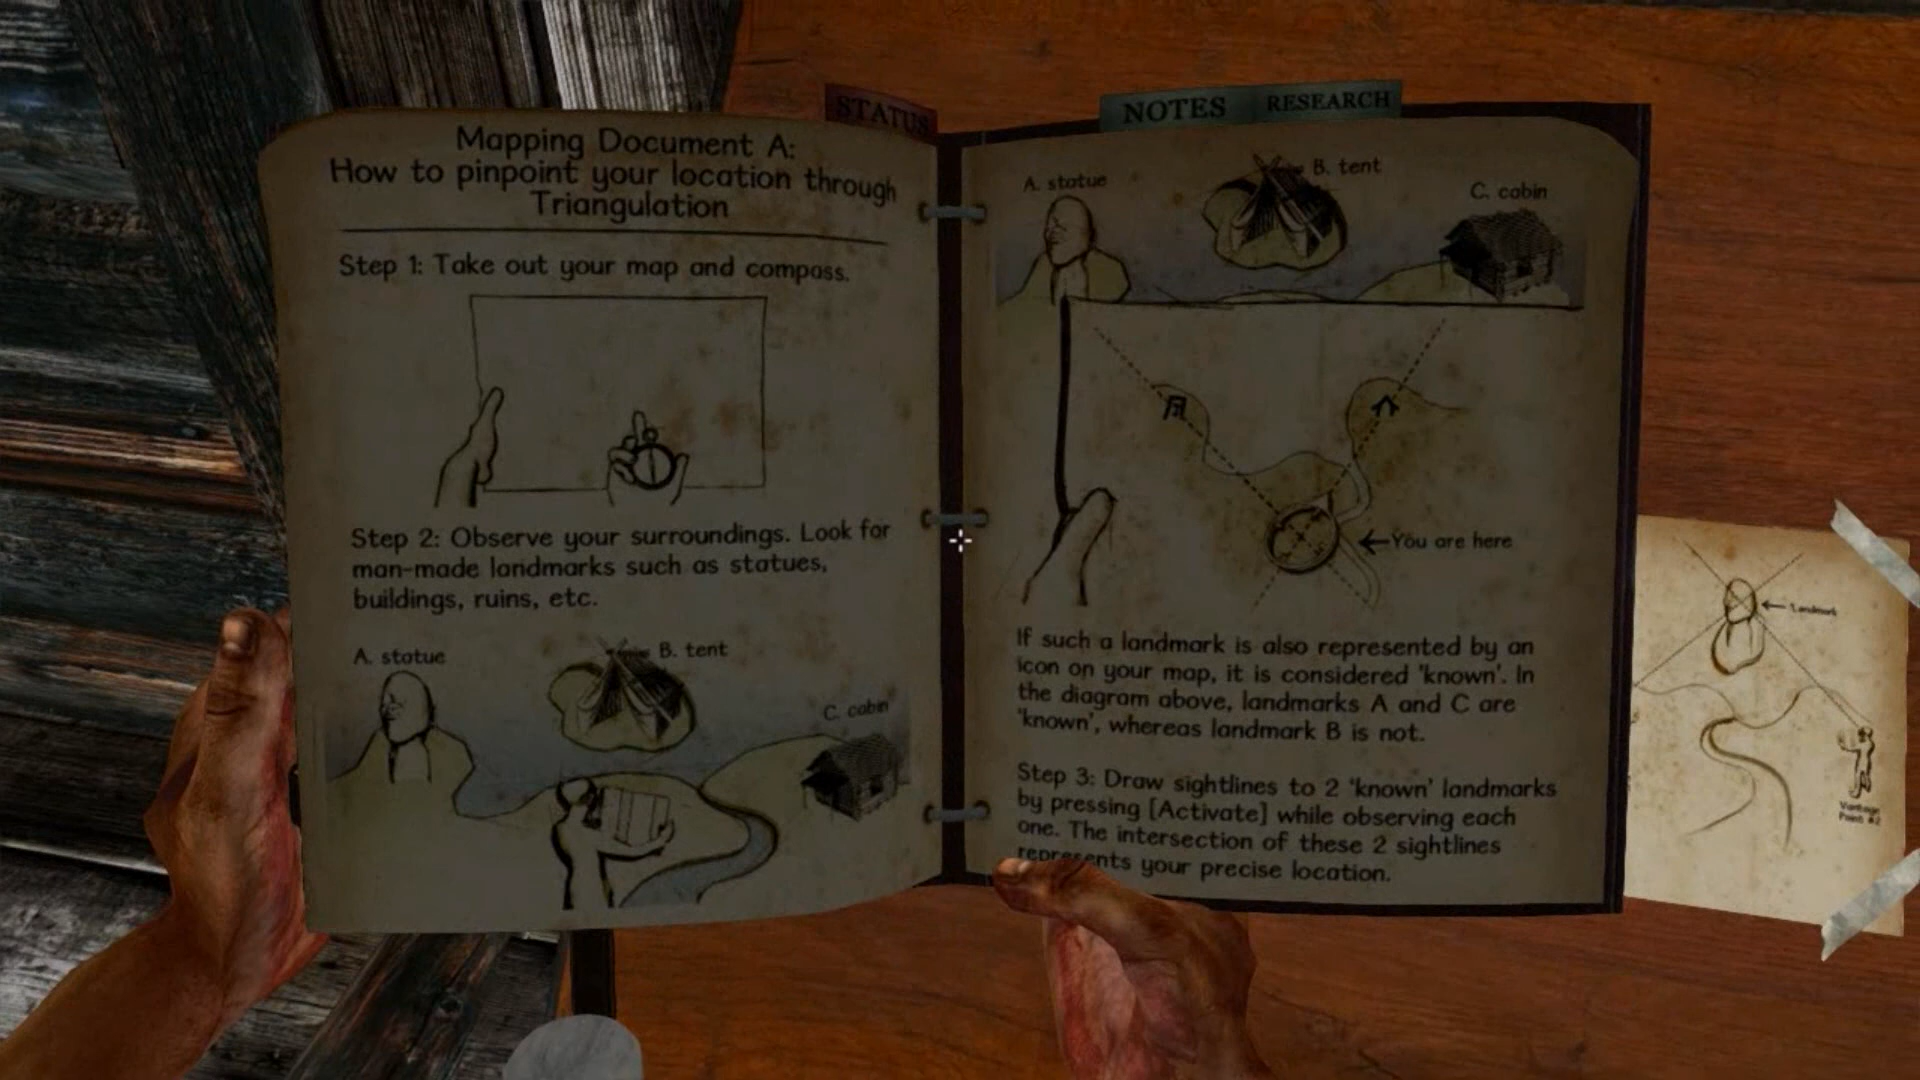 STATUS
NOTES
RESEARCH
Mapping Document A:
How to pinpoint your location through
Triangulation
Step 1: Take out your map and compass.
Step 2: Observe your surroundings. Look for
man-made landmarks such as statues,
buildings, ruins, etc.
A. statue
B. tent
C. cabin
A. statue
B. tent
C. cabin
You are here
If such a landmark is also represented by an
icon on your map, it is considered 'known'. In
the diagram above, landmarks A and C are
'known', whereas landmark B is not.
Step 3: Draw sightlines to 2 'known' landmarks
by pressing [Activate] while observing each
one. The intersection of these 2 sightlines
represents your precise location.
Landmark
Vantage
Point #2